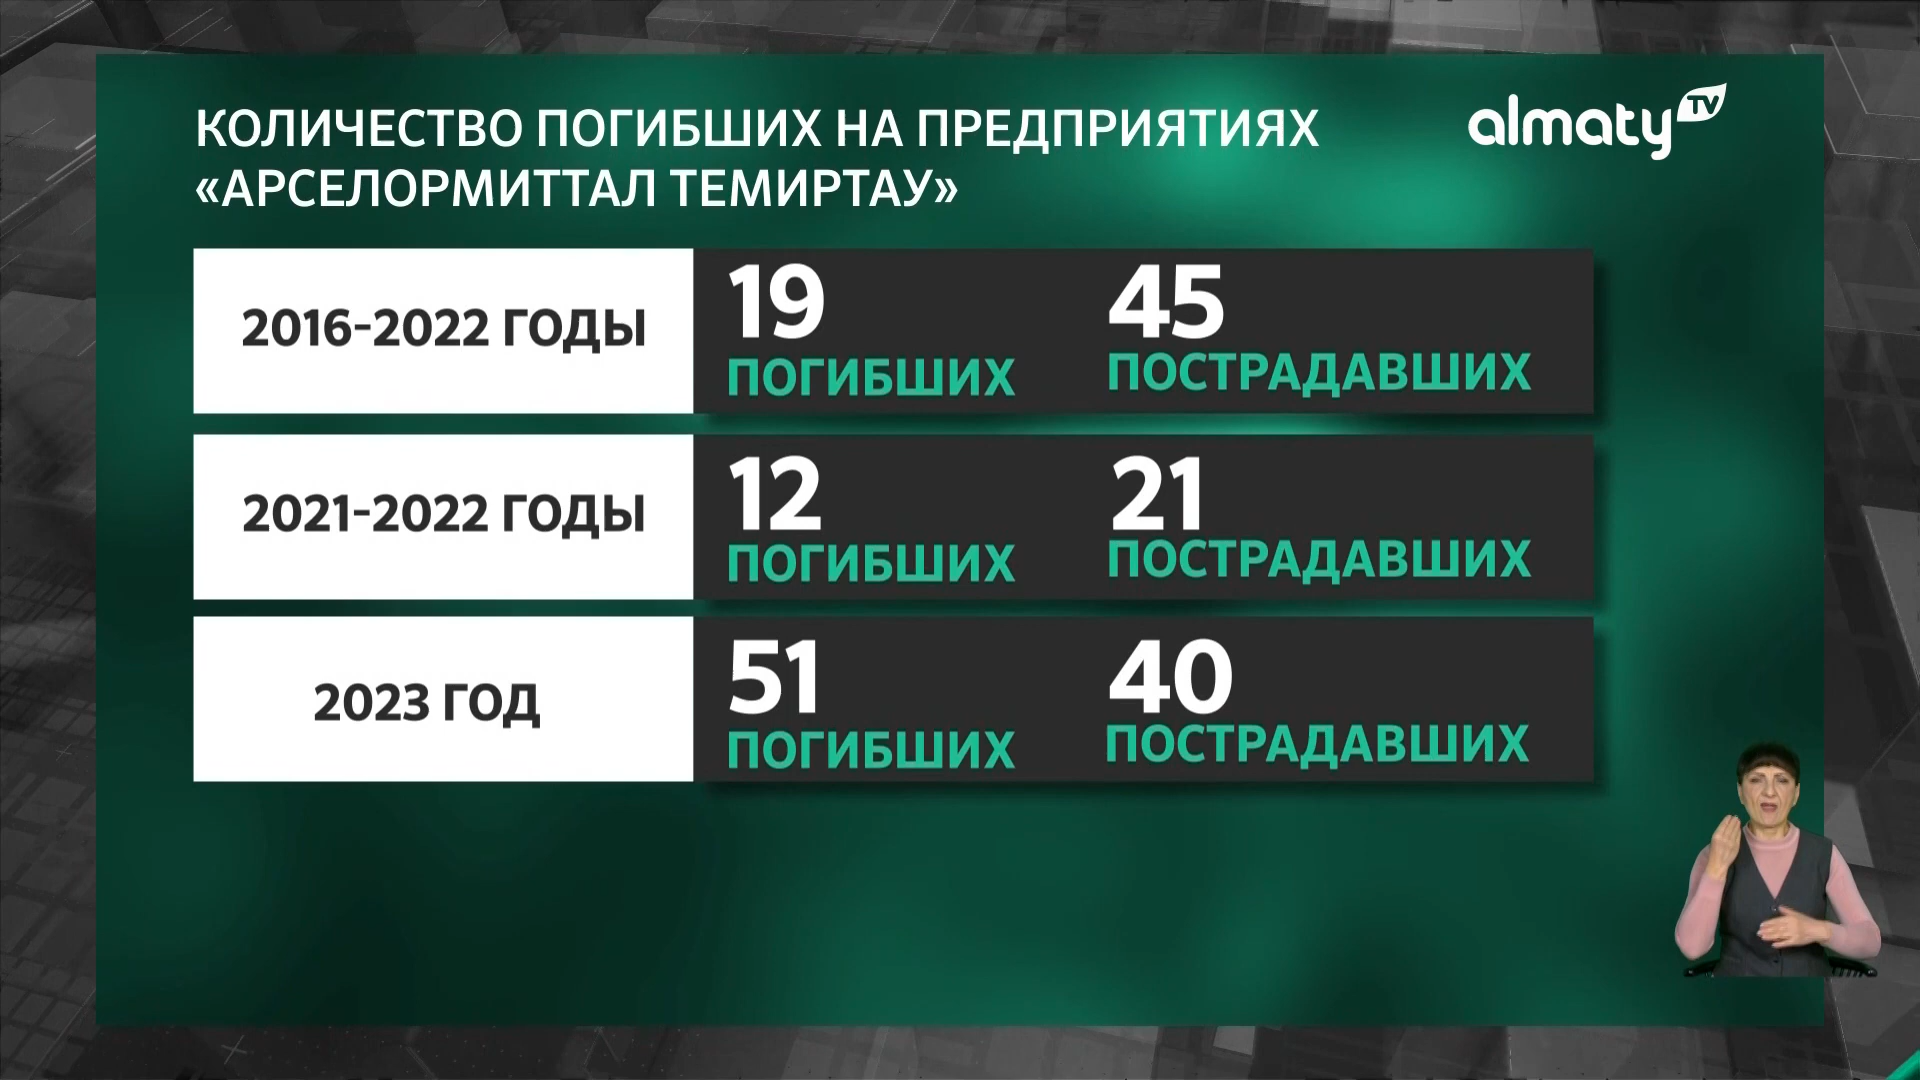 КОЛИЧЕСТВО ПОГИБШИХ НА ПРЕДПРИЯТИЯХ
«АРСЕЛОРМИТТАЛ ТЕМИРТАУ»
almaty TV
2016-2022 ГОДЫ
19
ПОГИБШИХ
45
ПОСТРАДАВШИХ
2021-2022 ГОДЫ
12
ПОГИБШИХ
21
ПОСТРАДАВШИХ
2023 ГОД
51
ПОГИБШИХ
40
ПОСТРАДАВШИХ